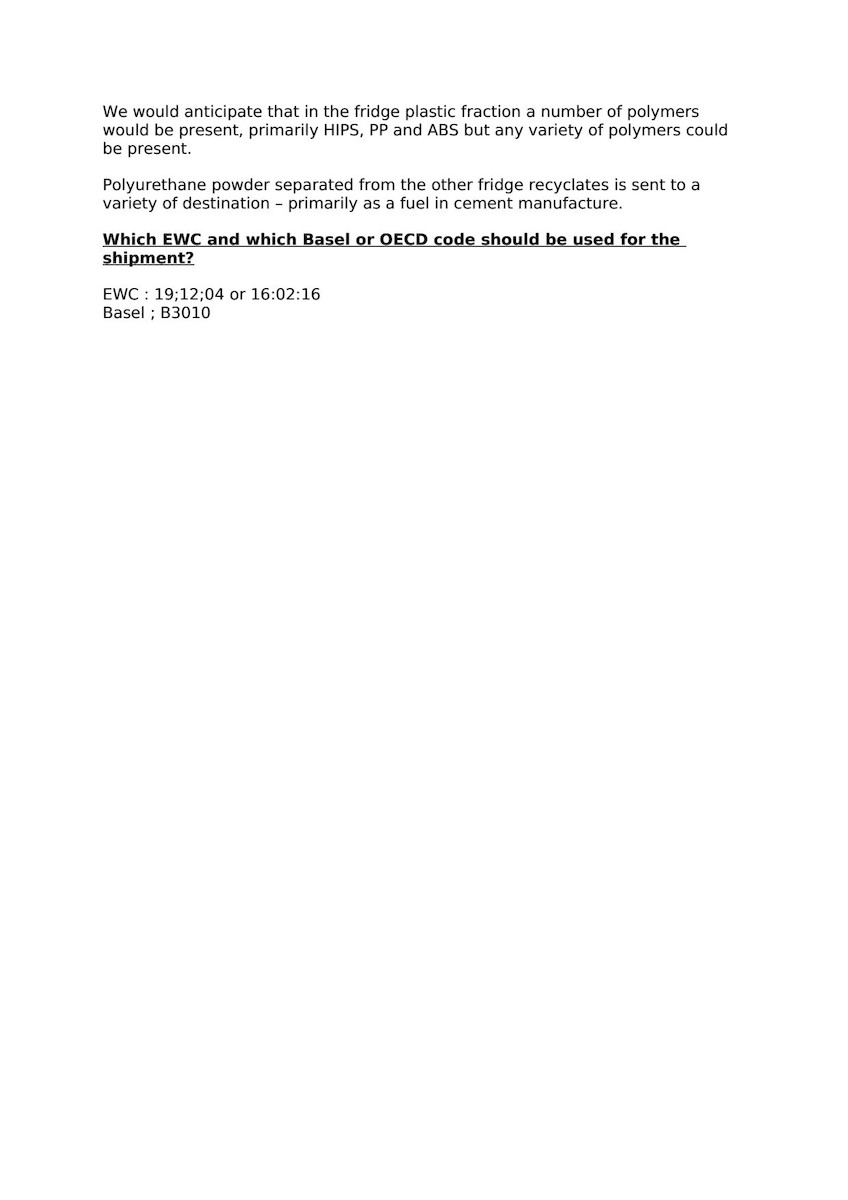 We would anticipate that in the fridge plastic fraction a number of polymers
would be present, primarily HIPS, PP and ABS but any variety of polymers could
be present.
Polyurethane powder separated from the other fridge recyclates is sent to a
variety of destination – primarily as a fuel in cement manufacture.
Which EWC and which Basel or OECD code should be used for the
shipment?
EWC : 19;12;04 or 16:02:16
Basel ; B3010